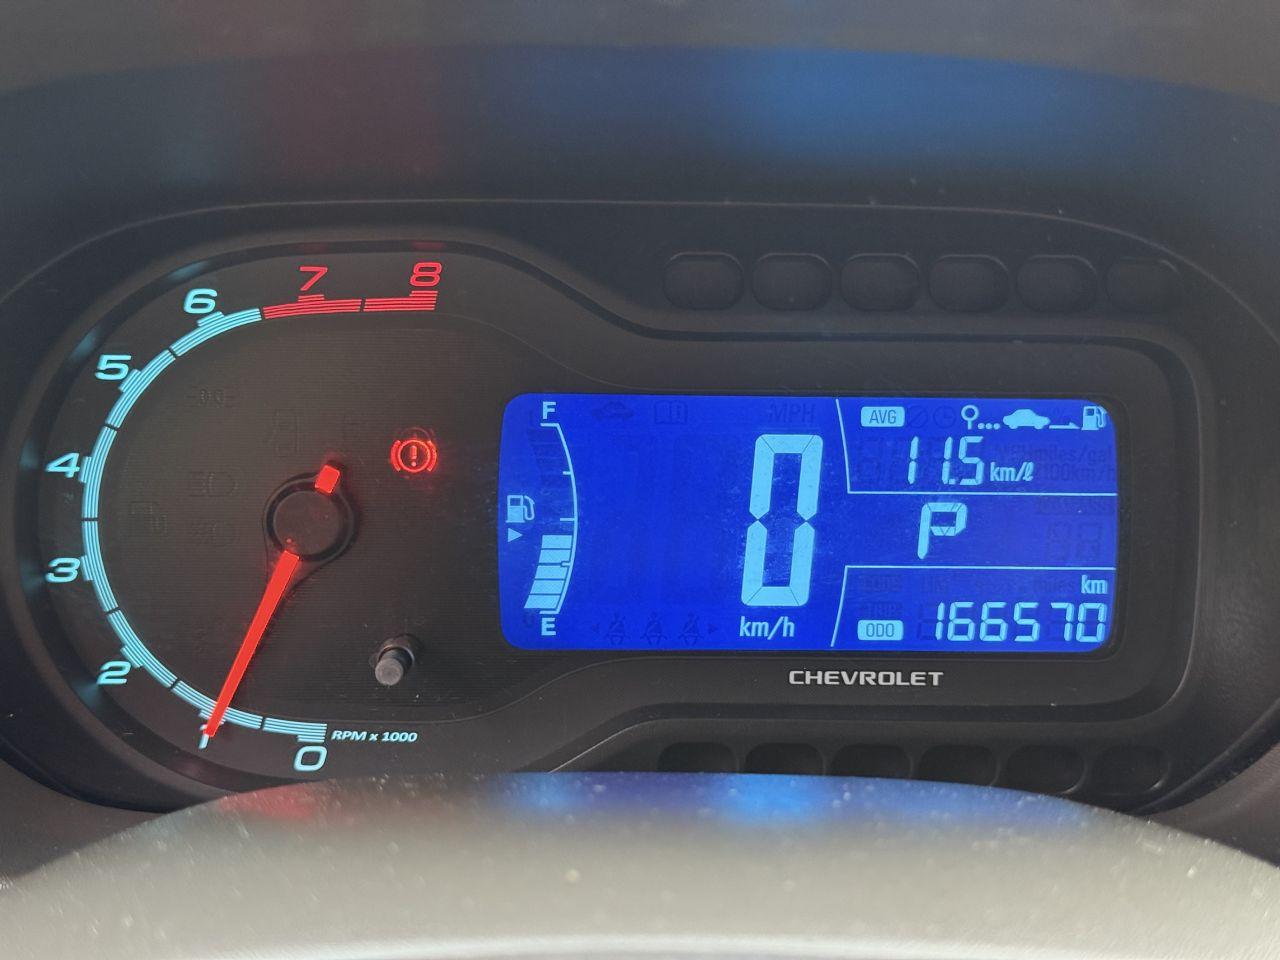 8
7
6
5
4
3
2
1
0
RPM x 1000
F
E
MPH
0
km/h
AVG
11.5 km/ℓ
P
km
ODO 166570
CHEVROLET